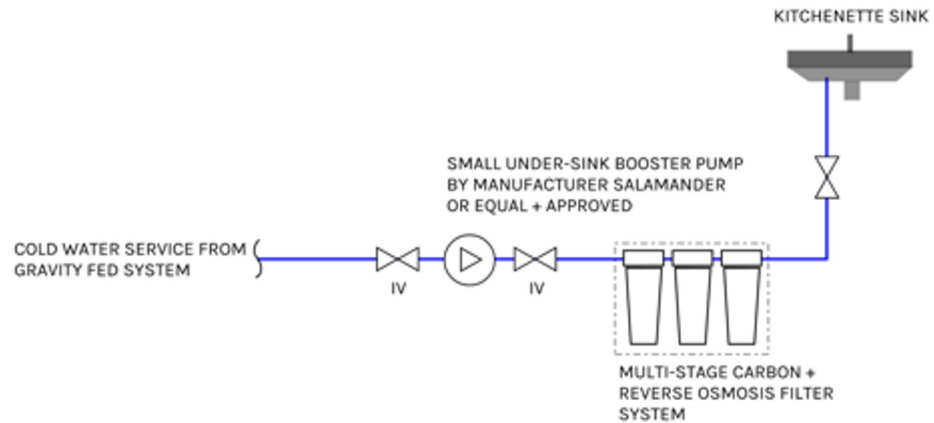 KITCHENETTE SINK
SMALL UNDER-SINK BOOSTER PUMP
BY MANUFACTURER SALAMANDER
OR EQUAL + APPROVED
COLD WATER SERVICE FROM
GRAVITY FED SYSTEM
IV
IV
MULTI-STAGE CARBON +
REVERSE OSMOSIS FILTER
SYSTEM